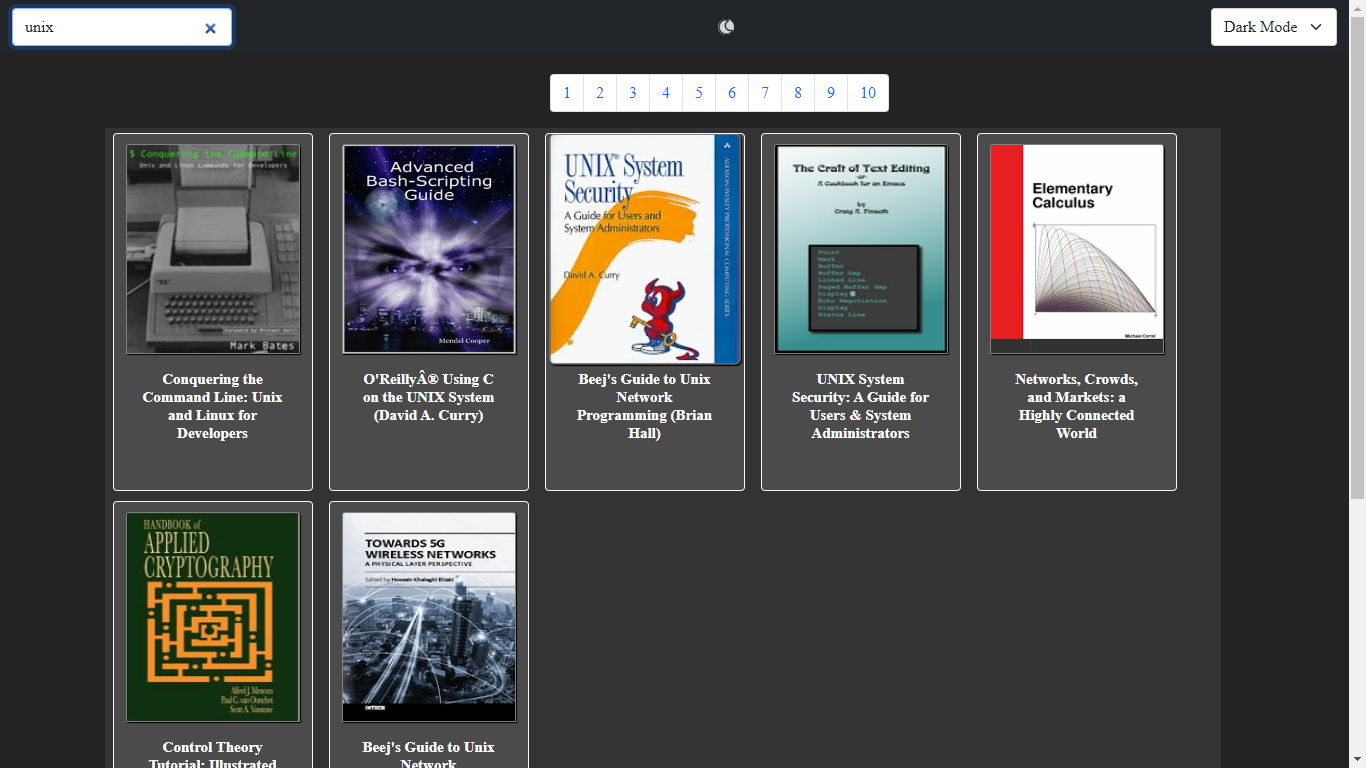 unix
Dark Mode
1 2 3 4 5 6 7 8 9 10
$ Conquering the Command Line
Unix and Linux Commands for Developers
Foreword by Michael Hartl
Mark Bates
Conquering the
Command Line: Unix
and Linux for
Developers
Advanced
Bash-Scripting
Guide
Mendel Cooper
O'ReillyÂ® Using C
on the UNIX System
(David A. Curry)
UNIX® System
Security
A Guide for Users and
System Administrators
David A. Curry
ADDISON-WESLEY PROFESSIONAL COMPUTING SERIES
Beej's Guide to Unix
Network
Programming (Brian
Hall)
The Craft of Text Editing
-or-
A Cookbook for an Emacs
by
Craig A. Finseth
Point
Mark
Buffer
Buffer Gap
Linked Line
Paged Buffer Gap
Display
Echo Negotiation
Display
Status Line
UNIX System
Security: A Guide for
Users & System
Administrators
Elementary
Calculus
Michael Corral
Networks, Crowds,
and Markets: a
Highly Connected
World
HANDBOOK of
APPLIED
CRYPTOGRAPHY
Alfred J. Menezes
Paul C. van Oorschot
Scott A. Vanstone
Control Theory
Tutorial: Illustrated
TOWARDS 5G
WIRELESS NETWORKS
A PHYSICAL LAYER PERSPECTIVE
Edited by Hossein Khaleghi Bizaki
INTECH
Beej's Guide to Unix
Network